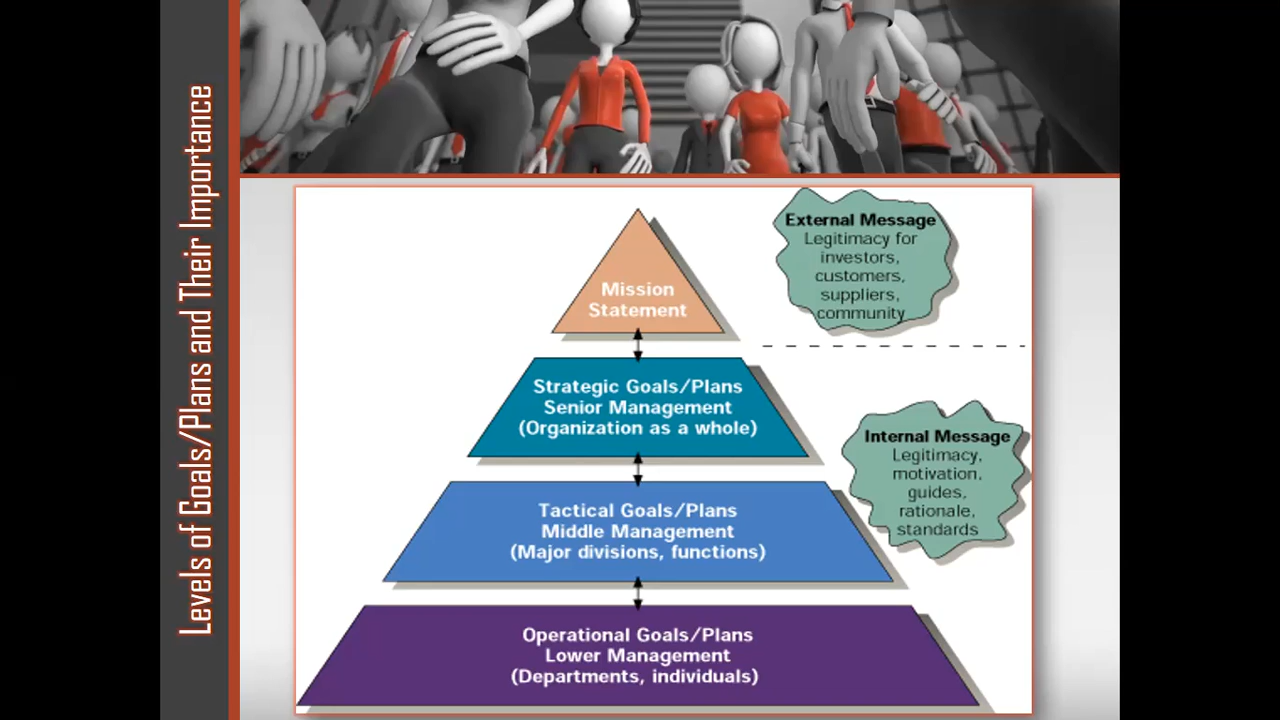 Levels of Goals/Plans and Their Importance
Mission
Statement
External Message
Legitimacy for
investors,
customers,
suppliers,
community
Strategic Goals/Plans
Senior Management
(Organization as a whole)
Internal Message
Legitimacy,
motivation,
guides,
rationale,
standards
Tactical Goals/Plans
Middle Management
(Major divisions, functions)
Operational Goals/Plans
Lower Management
(Departments, individuals)